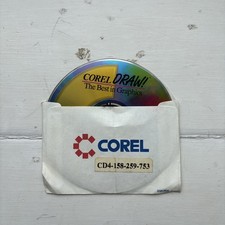 COREL DRAW!
The Best in Graphics
COREL
CD4-158-259-753